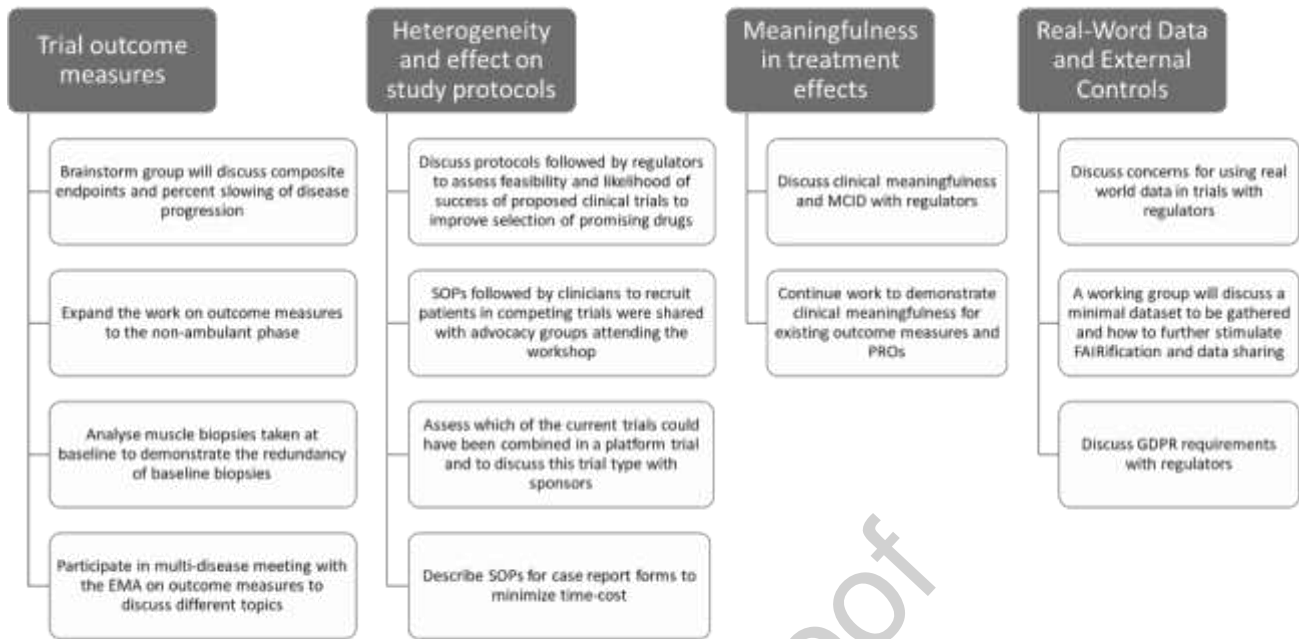 Trial outcome
measures
Brainstorm group will discuss composite
endpoints and percent slowing of disease
progression
Expand the work on outcome measures
to the non-ambulant phase
Analyse muscle biopsies taken at
baseline to demonstrate the redundancy
of baseline biopsies
Participate in multi-disease meeting with
the EMA on outcome measures to
discuss different topics
Heterogeneity
and effect on
study protocols
Discuss protocols followed by regulators
to assess feasibility and likelihood of
success of proposed clinical trials to
improve selection of promising drugs
SOPs followed by clinicians to recruit
patients in competing trials were shared
with advocacy groups attending the
workshop
Assess which of the current trials could
have been combined in a platform trial
and to discuss this trial type with
sponsors
Describe SOPs for case report forms to
minimize time-cost
Meaningfulness
in treatment
effects
Discuss clinical meaningfulness
and MCID with regulators
Continue work to demonstrate
clinical meaningfulness for
existing outcome measures and
PROs
Real-Word Data
and External
Controls
Discuss concerns for using real
world data in trials with
regulators
A working group will discuss a
minimal dataset to be gathered
and how to further stimulate
FAIRification and data sharing
Discuss GDPR requirements
with regulators
oof